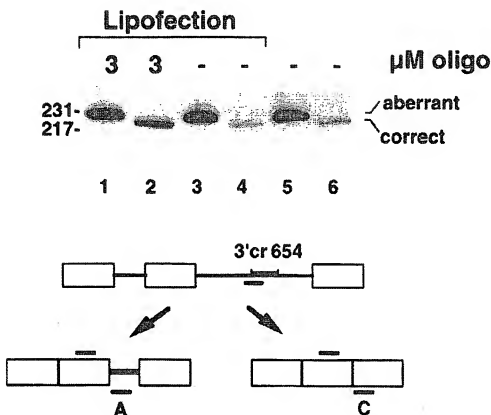 Lipofection
3 3 - - - - µM oligo
231-
217-
aberrant
correct
1 2 3 4 5 6
3'cr 654
A
C